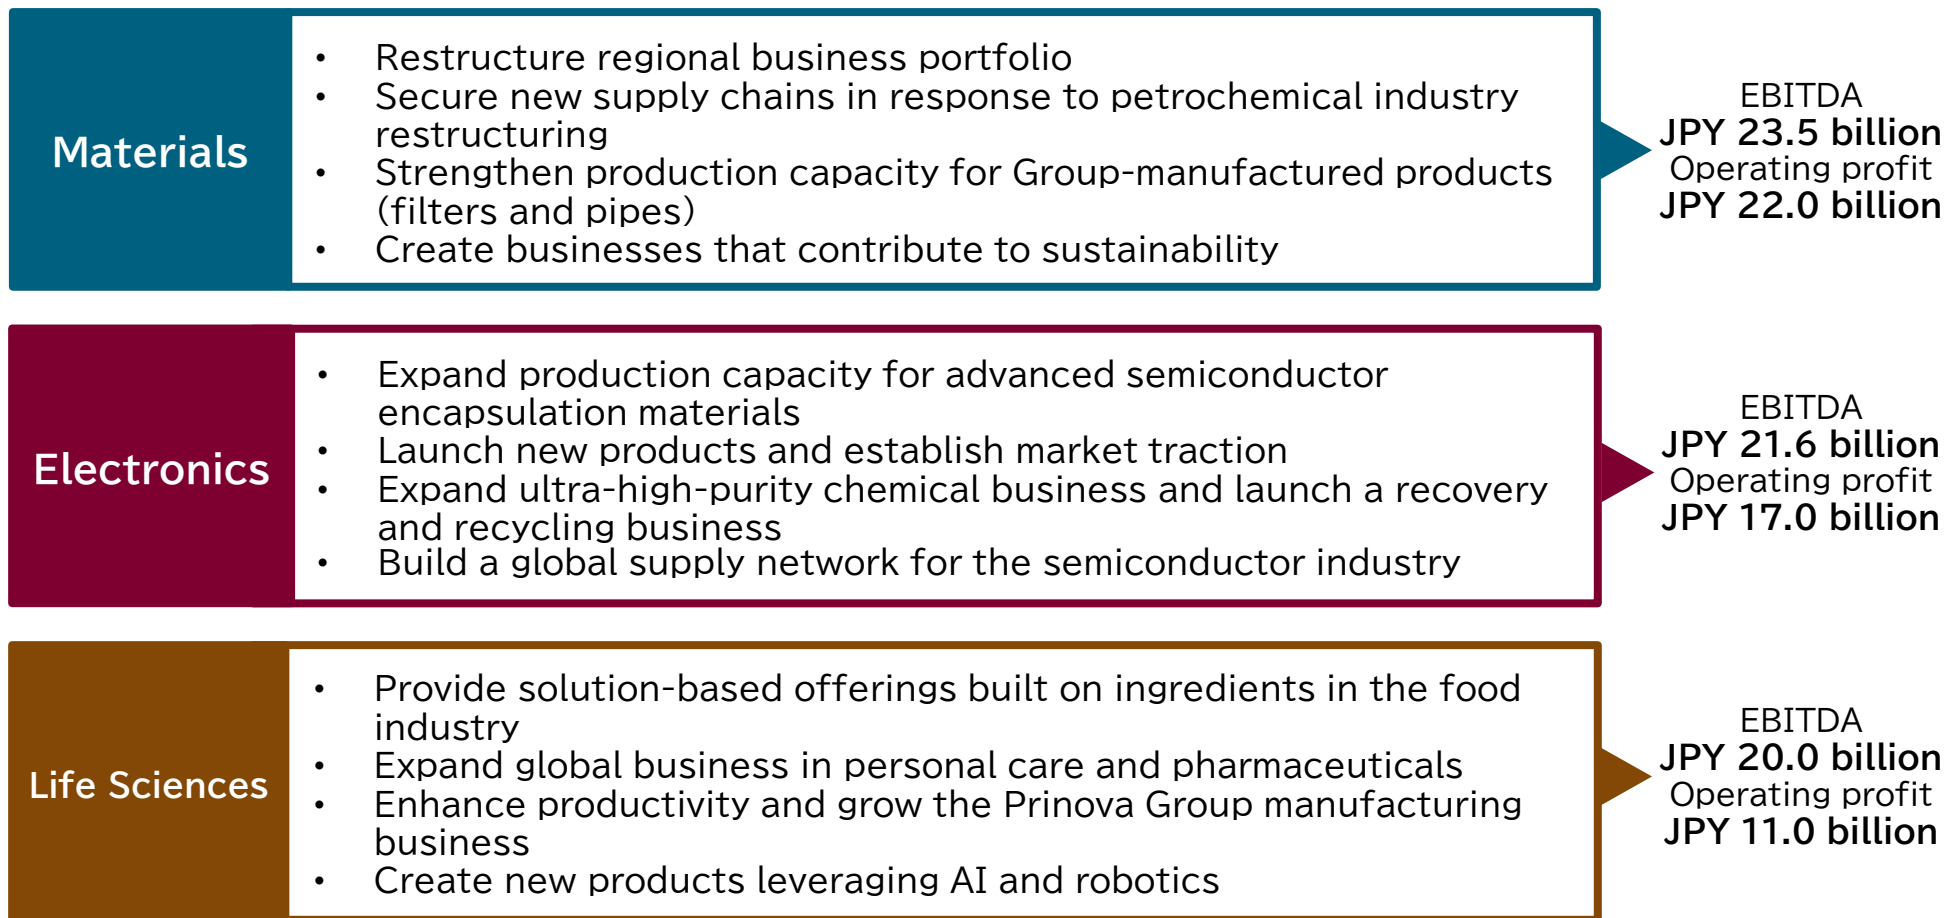 Materials
• Restructure regional business portfolio
• Secure new supply chains in response to petrochemical industry
restructuring
• Strengthen production capacity for Group-manufactured products
(filters and pipes)
• Create businesses that contribute to sustainability
EBITDA
JPY 23.5 billion
Operating profit
JPY 22.0 billion
Electronics
• Expand production capacity for advanced semiconductor
encapsulation materials
• Launch new products and establish market traction
• Expand ultra-high-purity chemical business and launch a recovery
and recycling business
• Build a global supply network for the semiconductor industry
EBITDA
JPY 21.6 billion
Operating profit
JPY 17.0 billion
Life Sciences
• Provide solution-based offerings built on ingredients in the food
industry
• Expand global business in personal care and pharmaceuticals
• Enhance productivity and grow the Prinova Group manufacturing
business
• Create new products leveraging AI and robotics
EBITDA
JPY 20.0 billion
Operating profit
JPY 11.0 billion